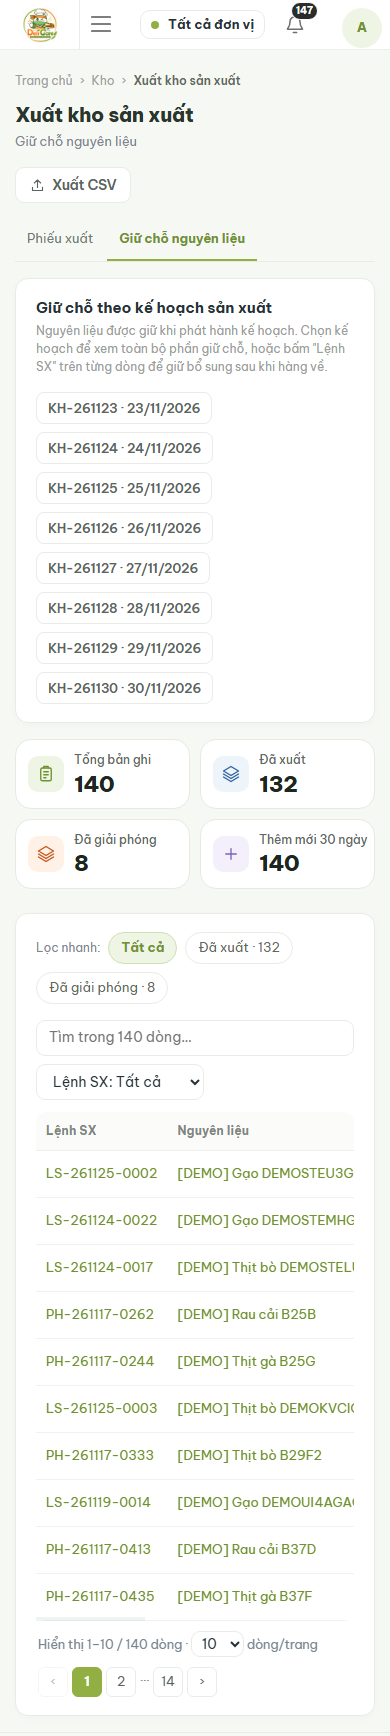 Tất cả đơn vị
147
A
Trang chủ > Kho > Xuất kho sản xuất
Xuất kho sản xuất
Giữ chỗ nguyên liệu
Xuất CSV
Phiếu xuất
Giữ chỗ nguyên liệu
Giữ chỗ theo kế hoạch sản xuất
Nguyên liệu được giữ khi phát hành kế hoạch. Chọn kế
hoạch để xem toàn bộ phần giữ chỗ, hoặc bấm "Lệnh
SX" trên từng dòng để giữ bổ sung sau khi hàng về.
KH-261123 · 23/11/2026
KH-261124 · 24/11/2026
KH-261125 · 25/11/2026
KH-261126 · 26/11/2026
KH-261127 · 27/11/2026
KH-261128 · 28/11/2026
KH-261129 · 29/11/2026
KH-261130 · 30/11/2026
Tổng bản ghi
140
Đã xuất
132
Đã giải phóng
8
Thêm mới 30 ngày
140
Lọc nhanh: Tất cả Đã xuất · 132
Đã giải phóng · 8
Tìm trong 140 dòng...
Lệnh SX: Tất cả
Lệnh SX Nguyên liệu
LS-261125-0002 [DEMO] Gạo DEMOSTEU3G
LS-261124-0022 [DEMO] Gạo DEMOSTEMHG
LS-261124-0017 [DEMO] Thịt bò DEMOSTEL
PH-261117-0262 [DEMO] Rau cải B25B
PH-261117-0244 [DEMO] Thịt gà B25G
LS-261125-0003 [DEMO] Thịt bò DEMOKVCI
PH-261117-0333 [DEMO] Thịt bò B29F2
LS-261119-0014 [DEMO] Gạo DEMOUI4AGA
PH-261117-0413 [DEMO] Rau cải B37D
PH-261117-0435 [DEMO] Thịt gà B37F
Hiển thị 1–10 / 140 dòng · 10 dòng/trang
‹ 1 2 ... 14 ›